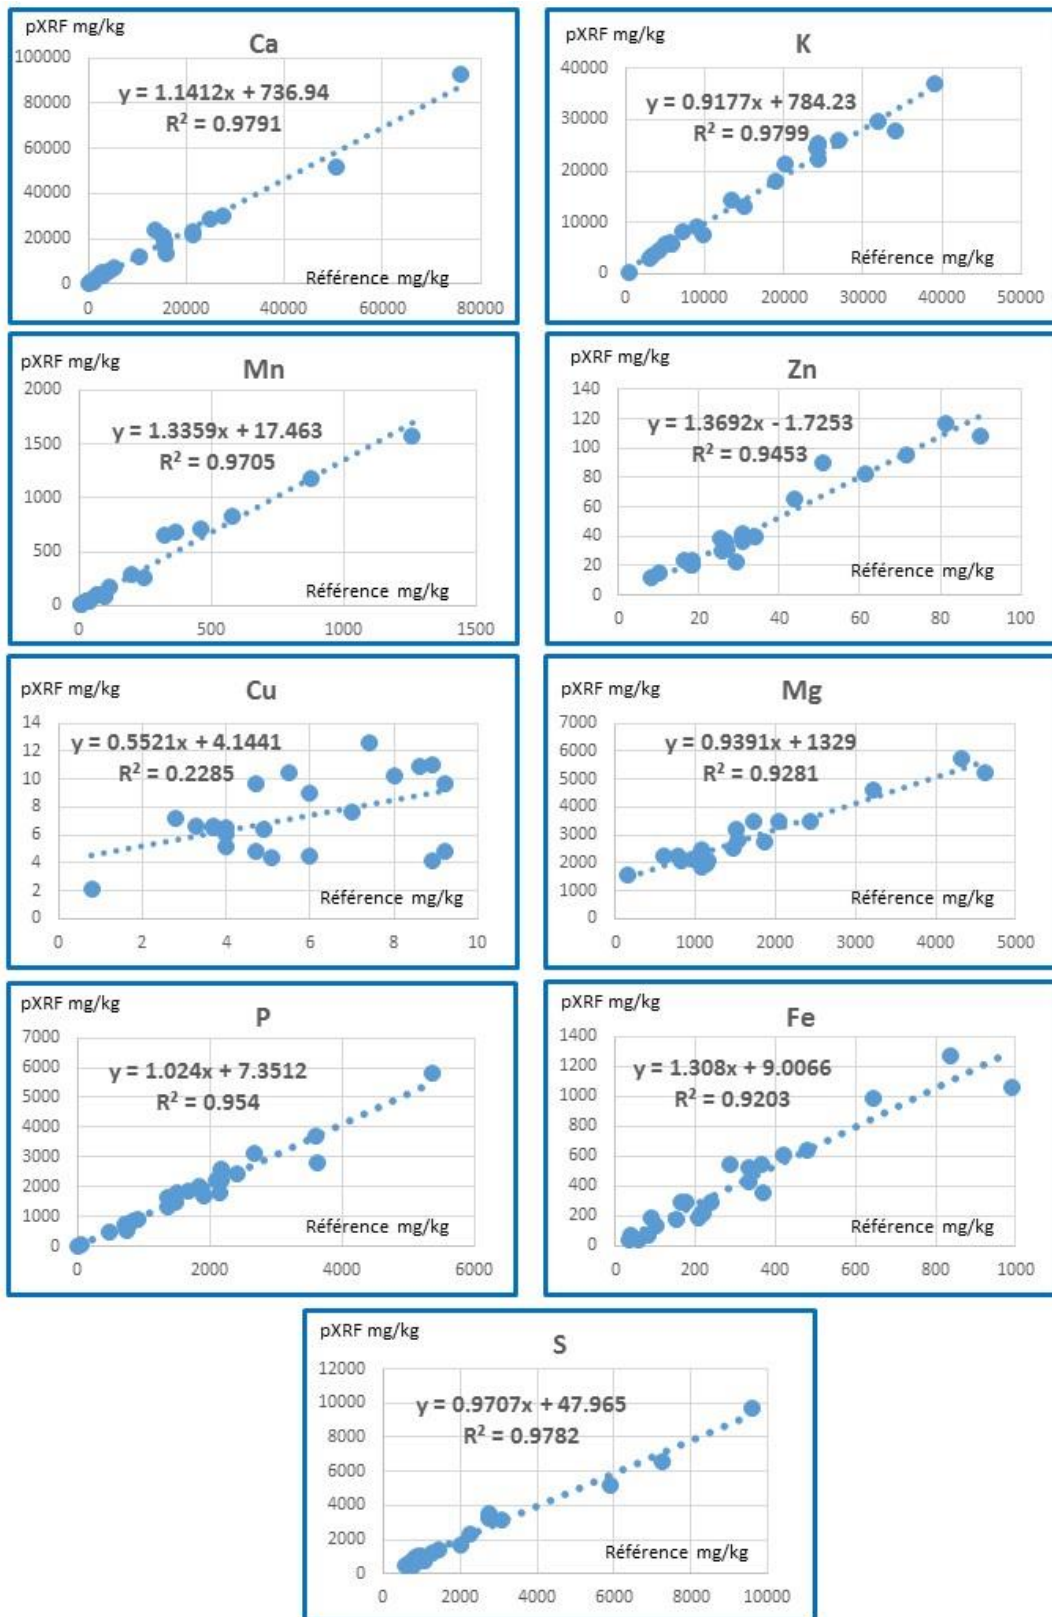 pXRF mg/kg
Ca
100000
y = 1.1412x + 736.94
80000
R² = 0.9791
60000
40000
20000
Référence mg/kg
0
0 20000 40000 60000 80000
pXRF mg/kg
K
40000
y = 0.9177x + 784.23
R² = 0.9799
30000
20000
10000
Référence mg/kg
0
0 10000 20000 30000 40000 50000
pXRF mg/kg
Mn
2000
y = 1.3359x + 17.463
R² = 0.9705
1500
1000
500
Référence mg/kg
0
0 500 1000 1500
pXRF mg/kg
Zn
140
120
y = 1.3692x - 1.7253
R² = 0.9453
100
80
60
40
20
Référence mg/kg
0
0 20 40 60 80 100
pXRF mg/kg
Cu
14
y = 0.5521x + 4.1441
12
R² = 0.2285
10
8
6
4
2
Référence mg/kg
0
0 2 4 6 8 10
pXRF mg/kg
Mg
7000
y = 0.9391x + 1329
6000
R² = 0.9281
5000
4000
3000
2000
1000
Référence mg/kg
0
0 1000 2000 3000 4000 5000
pXRF mg/kg
P
7000
y = 1.024x + 7.3512
6000
R² = 0.954
5000
4000
3000
2000
1000
Référence mg/kg
0
0 2000 4000 6000
pXRF mg/kg
Fe
1400
1200
y = 1.308x + 9.0066
R² = 0.9203
1000
800
600
400
200
Référence mg/kg
0
0 200 400 600 800 1000
pXRF mg/kg
S
12000
y = 0.9707x + 47.965
10000
R² = 0.9782
8000
6000
4000
2000
Référence mg/kg
0
0 2000 4000 6000 8000 10000